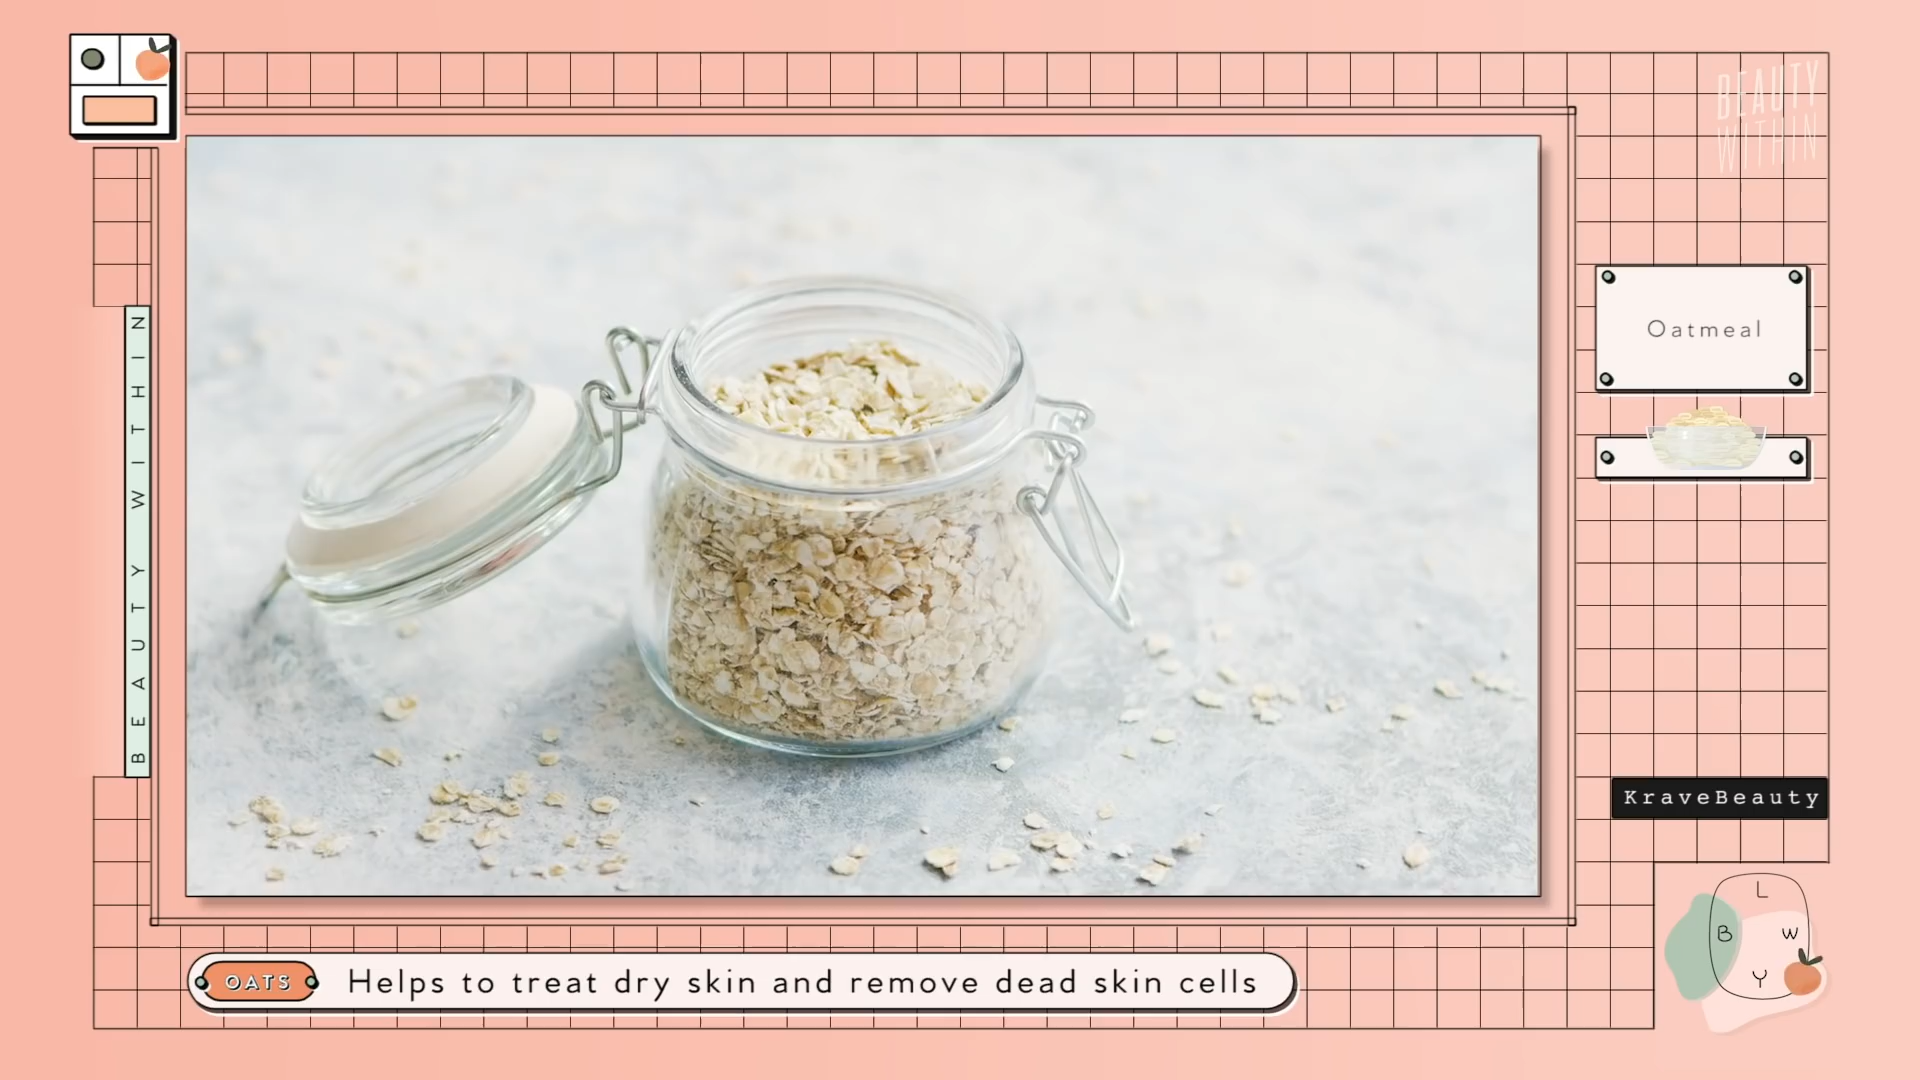 BEAUTY
WITHIN
BEAUTY WITHIN
Oatmeal
KraveBeauty
L
B W
Y
OATS Helps to treat dry skin and remove dead skin cells